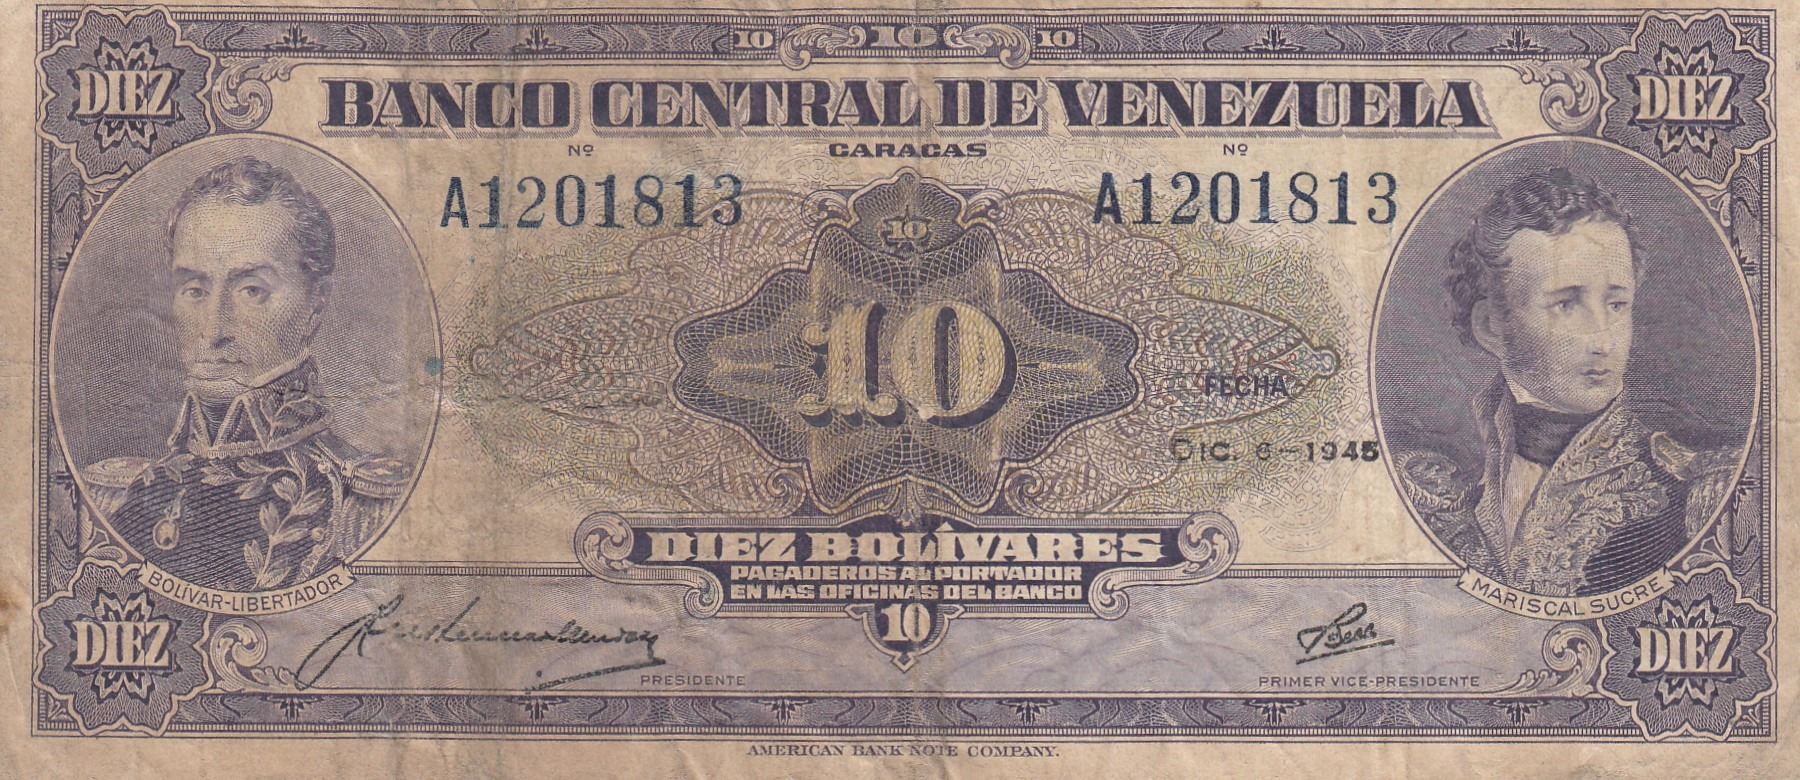 10 10 10
DIEZ DIEZ
BANCO CENTRAL DE VENEZUELA
Nº CARACAS Nº
A1201813 A1201813
10
10
FECHA
DIC. 6-1945
DIEZ BOLÍVARES
PAGADEROS AL PORTADOR
EN LAS OFICINAS DEL BANCO
BOLIVAR-LIBERTADOR
MARISCAL SUCRE
10
DIEZ DIEZ
PRESIDENTE
PRIMER VICE-PRESIDENTE
AMERICAN BANK NOTE COMPANY.